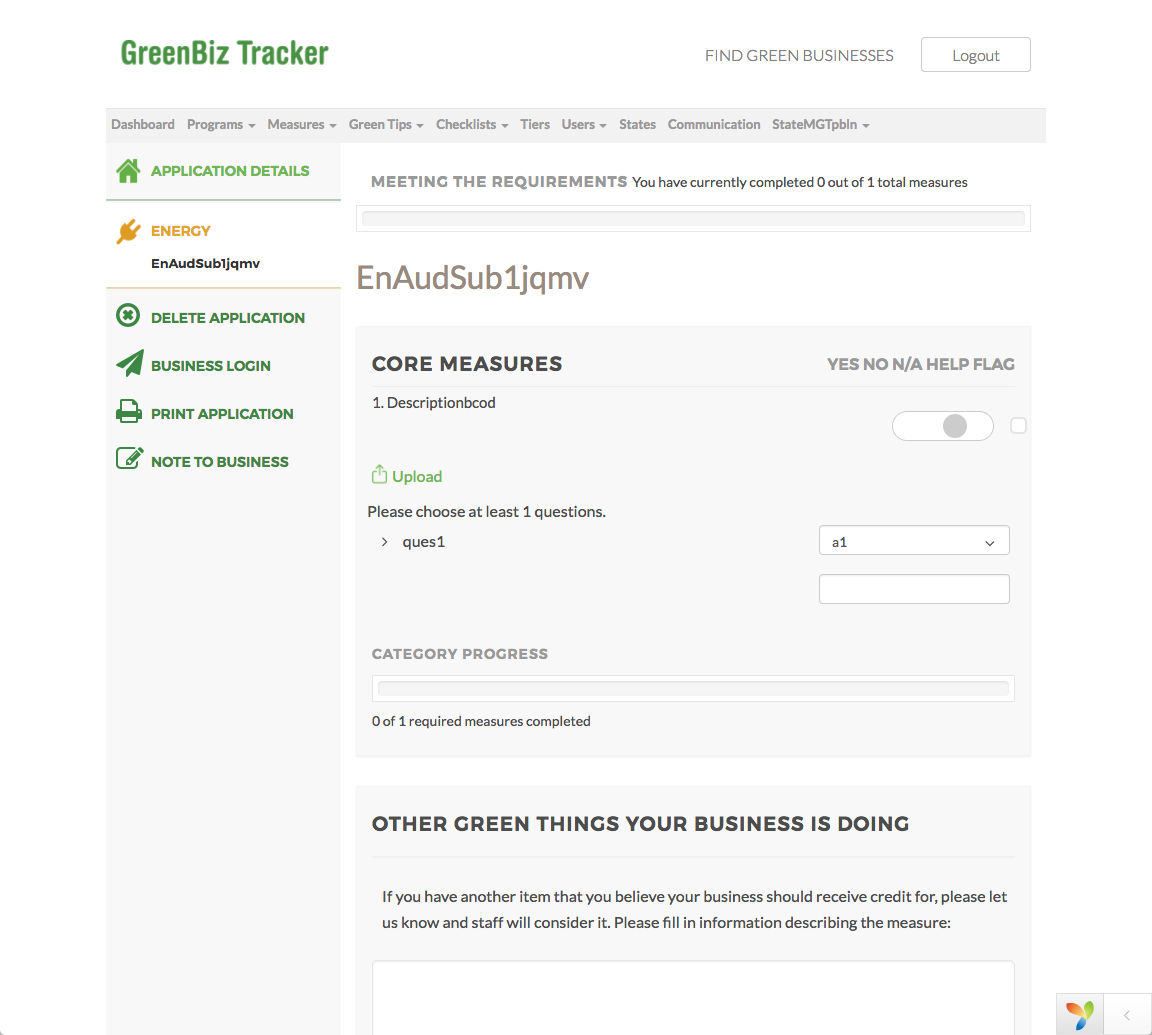 GreenBiz Tracker
FIND GREEN BUSINESSES
Logout
Dashboard Programs Measures Green Tips Checklists Tiers Users States Communication StateMGTpbln
APPLICATION DETAILS
ENERGY
EnAudSub1jqmv
DELETE APPLICATION
BUSINESS LOGIN
PRINT APPLICATION
NOTE TO BUSINESS
MEETING THE REQUIREMENTS You have currently completed 0 out of 1 total measures
EnAudSub1jqmv
CORE MEASURES
YES NO N/A HELP FLAG
1. Descriptionbcod
Upload
Please choose at least 1 questions.
ques1
a1
CATEGORY PROGRESS
0 of 1 required measures completed
OTHER GREEN THINGS YOUR BUSINESS IS DOING
If you have another item that you believe your business should receive credit for, please let
us know and staff will consider it. Please fill in information describing the measure: